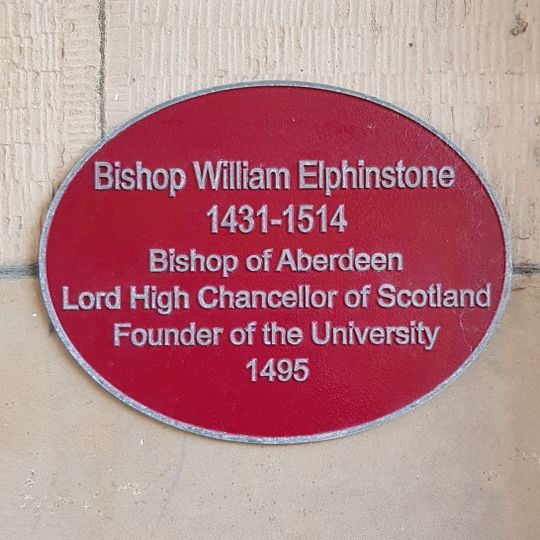 Bishop William Elphinstone
1431-1514
Bishop of Aberdeen
Lord High Chancellor of Scotland
Founder of the University
1495